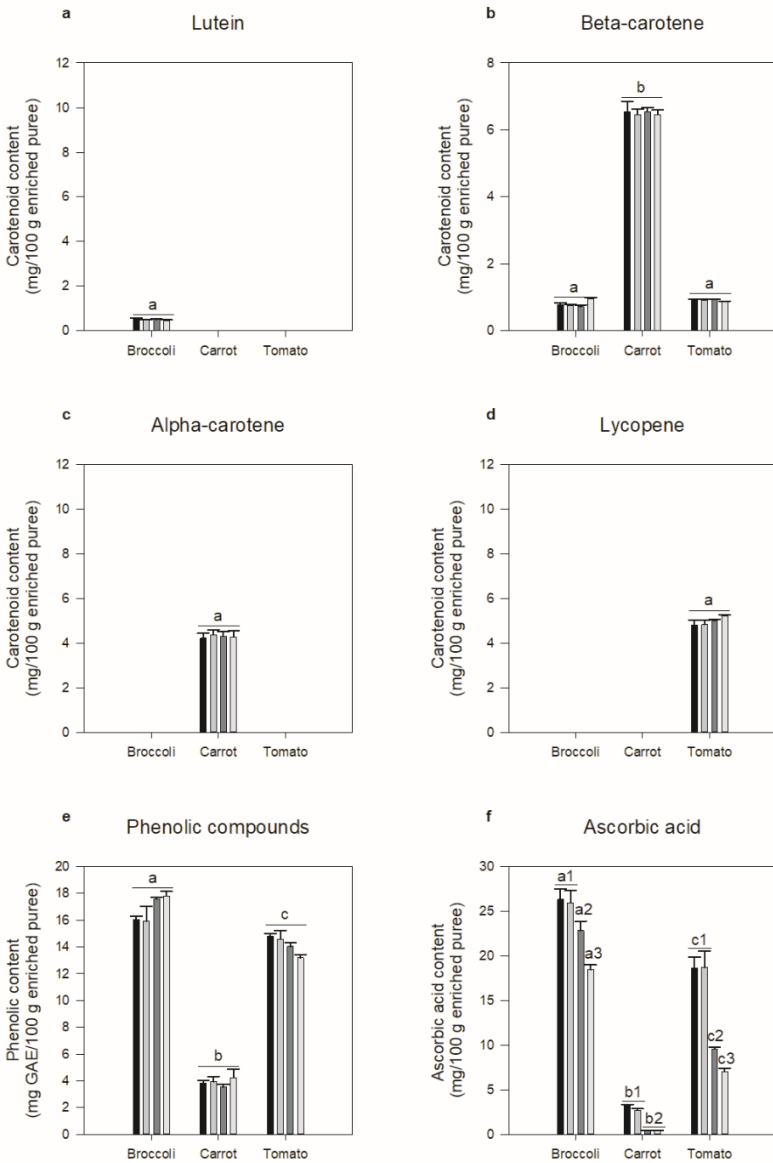 a
Lutein
Carotenoid content
(mg/100 g enriched puree)
12
10
8
6
4
2
0
a
Broccoli Carrot Tomato
b
Beta-carotene
Carotenoid content
(mg/100 g enriched puree)
8
6
4
2
0
a
b
a
Broccoli Carrot Tomato
c
Alpha-carotene
Carotenoid content
(mg/100 g enriched puree)
12
10
8
6
4
2
0
a
Broccoli Carrot Tomato
d
Lycopene
Carotenoid content
(mg/100 g enriched puree)
12
10
8
6
4
2
0
a
Broccoli Carrot Tomato
e
Phenolic compounds
Phenolic content
(mg GAE/100 g enriched puree)
20
18
16
14
12
10
8
6
4
2
0
a
b
c
Broccoli Carrot Tomato
f
Ascorbic acid
Ascorbic acid content
(mg/100 g enriched puree)
30
25
20
15
10
5
0
a1
a2
a3
b1
b2
c1
c2
c3
Broccoli Carrot Tomato